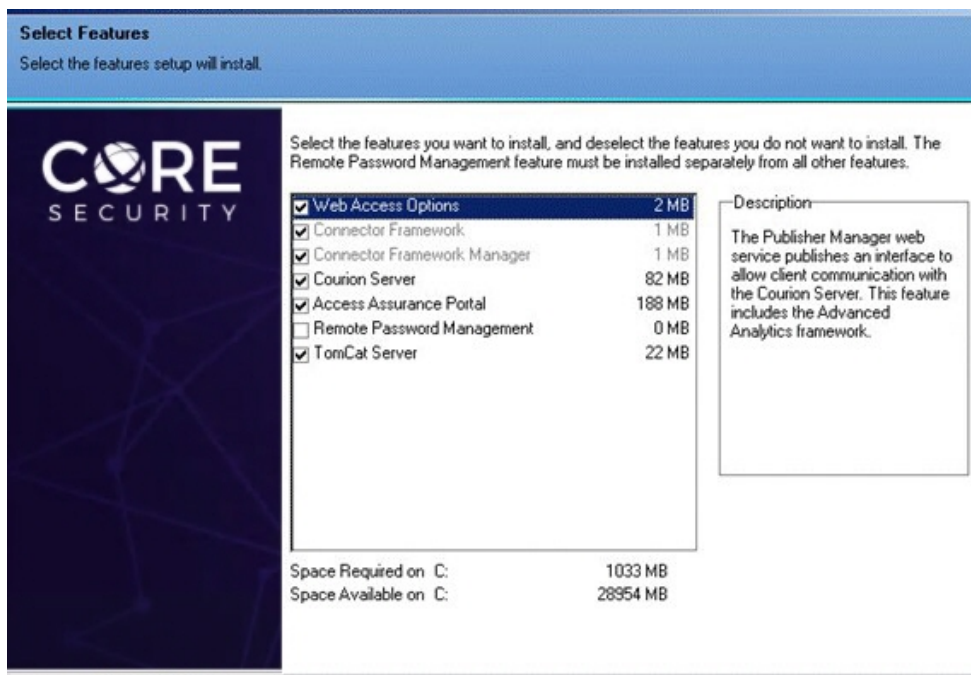 Select Features
Select the features setup will install.
CORE
SECURITY
Select the features you want to install, and deselect the features you do not want to install. The
Remote Password Management feature must be installed separately from all other features.
Web Access Options 2 MB
Connector Framework 1 MB
Connector Framework Manager 1 MB
Courion Server 82 MB
Access Assurance Portal 188 MB
Remote Password Management 0 MB
TomCat Server 22 MB
Description
The Publisher Manager web
service publishes an interface to
allow client communication with
the Courion Server. This feature
includes the Advanced
Analytics framework.
Space Required on C: 1033 MB
Space Available on C: 28954 MB